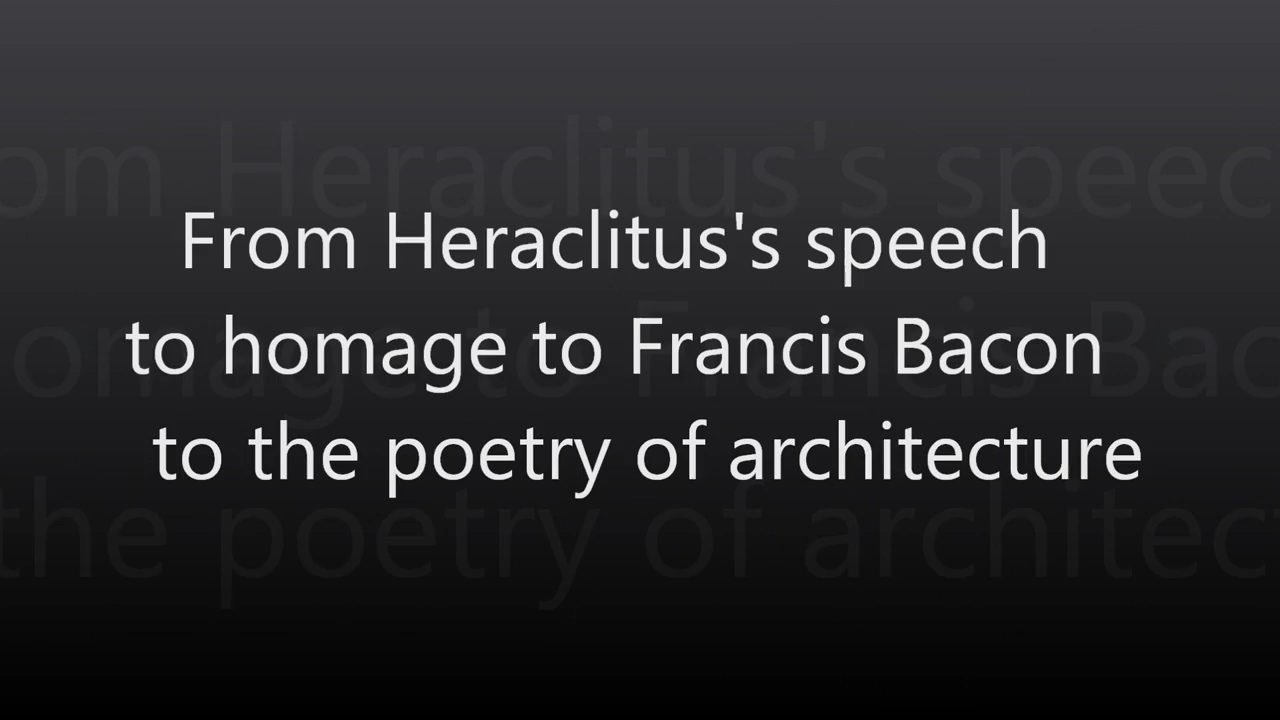 From Heraclitus's speech
to homage to Francis Bacon
to the poetry of architecture